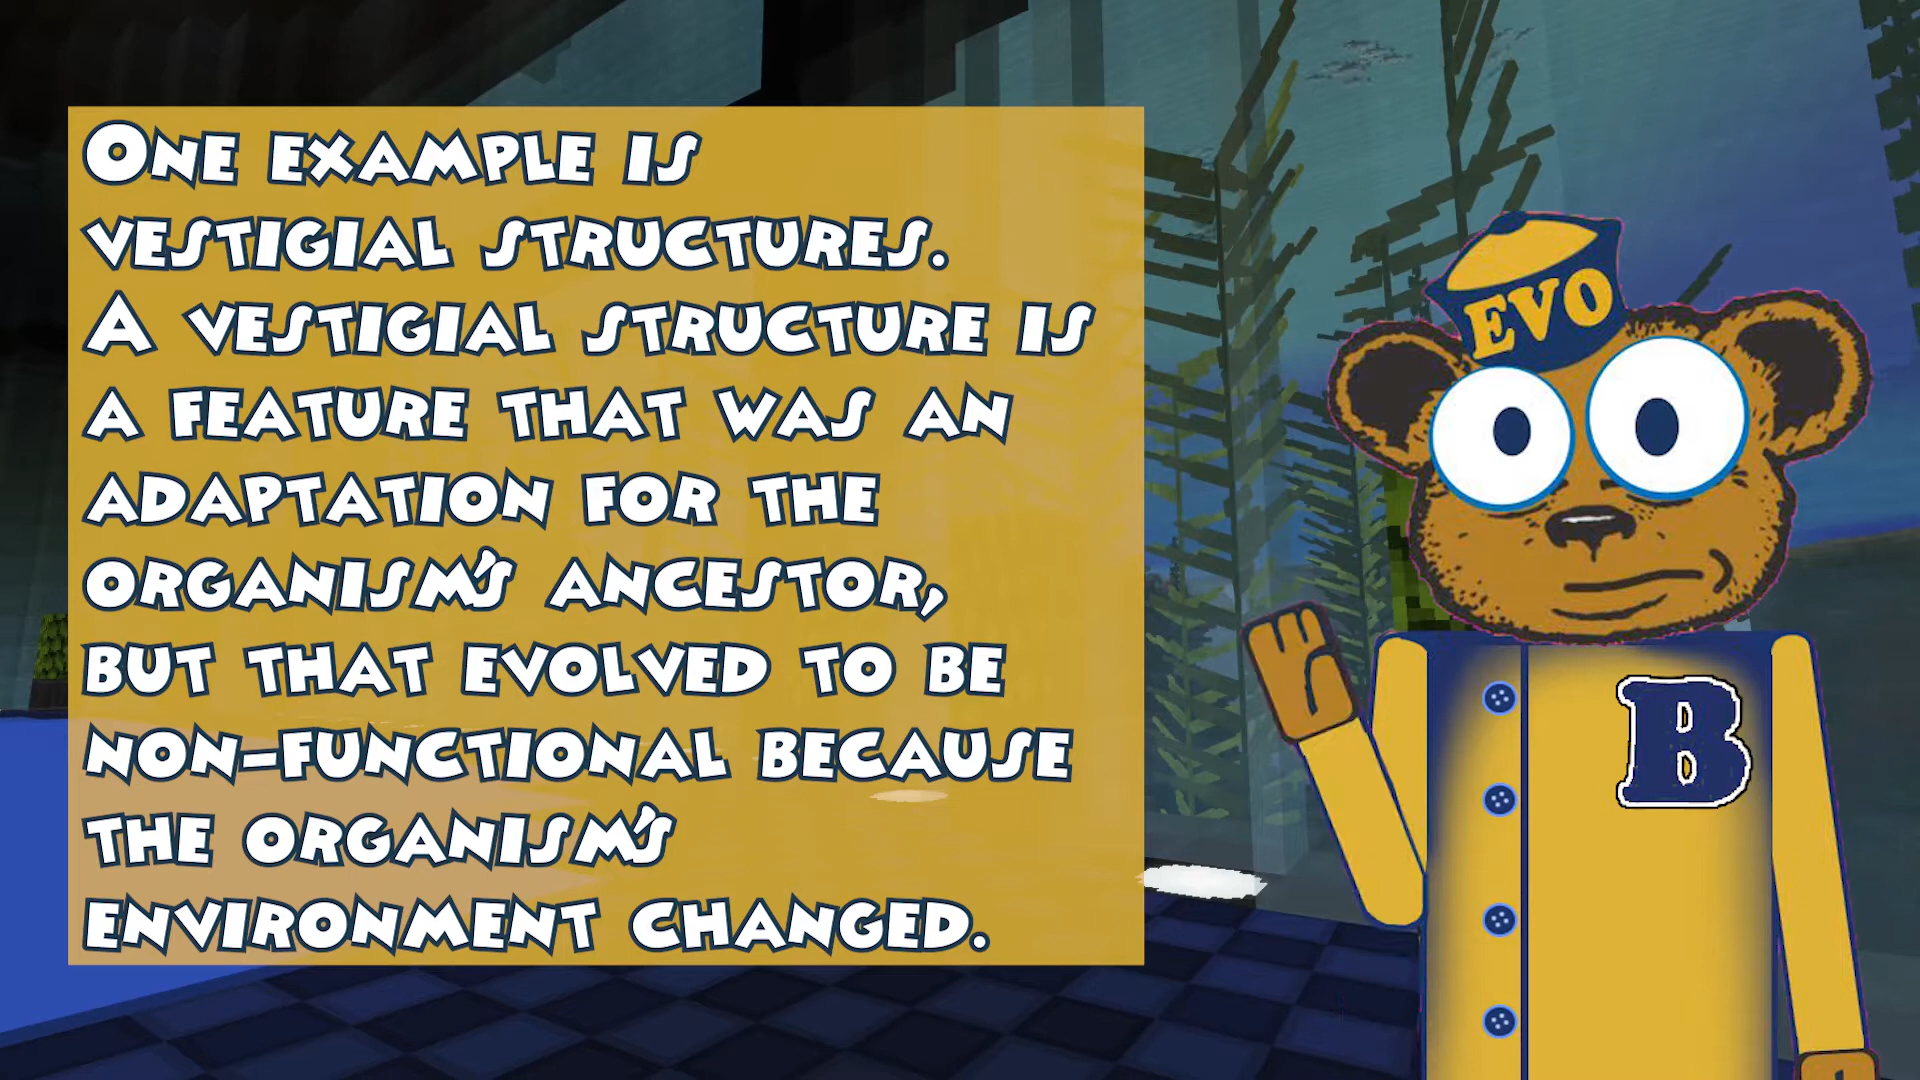 One example is
vestigial structures.
A vestigial structure is
a feature that was an
adaptation for the
organism's ancestor,
but that evolved to be
non-functional because
the organism's
environment changed.
EVO
B